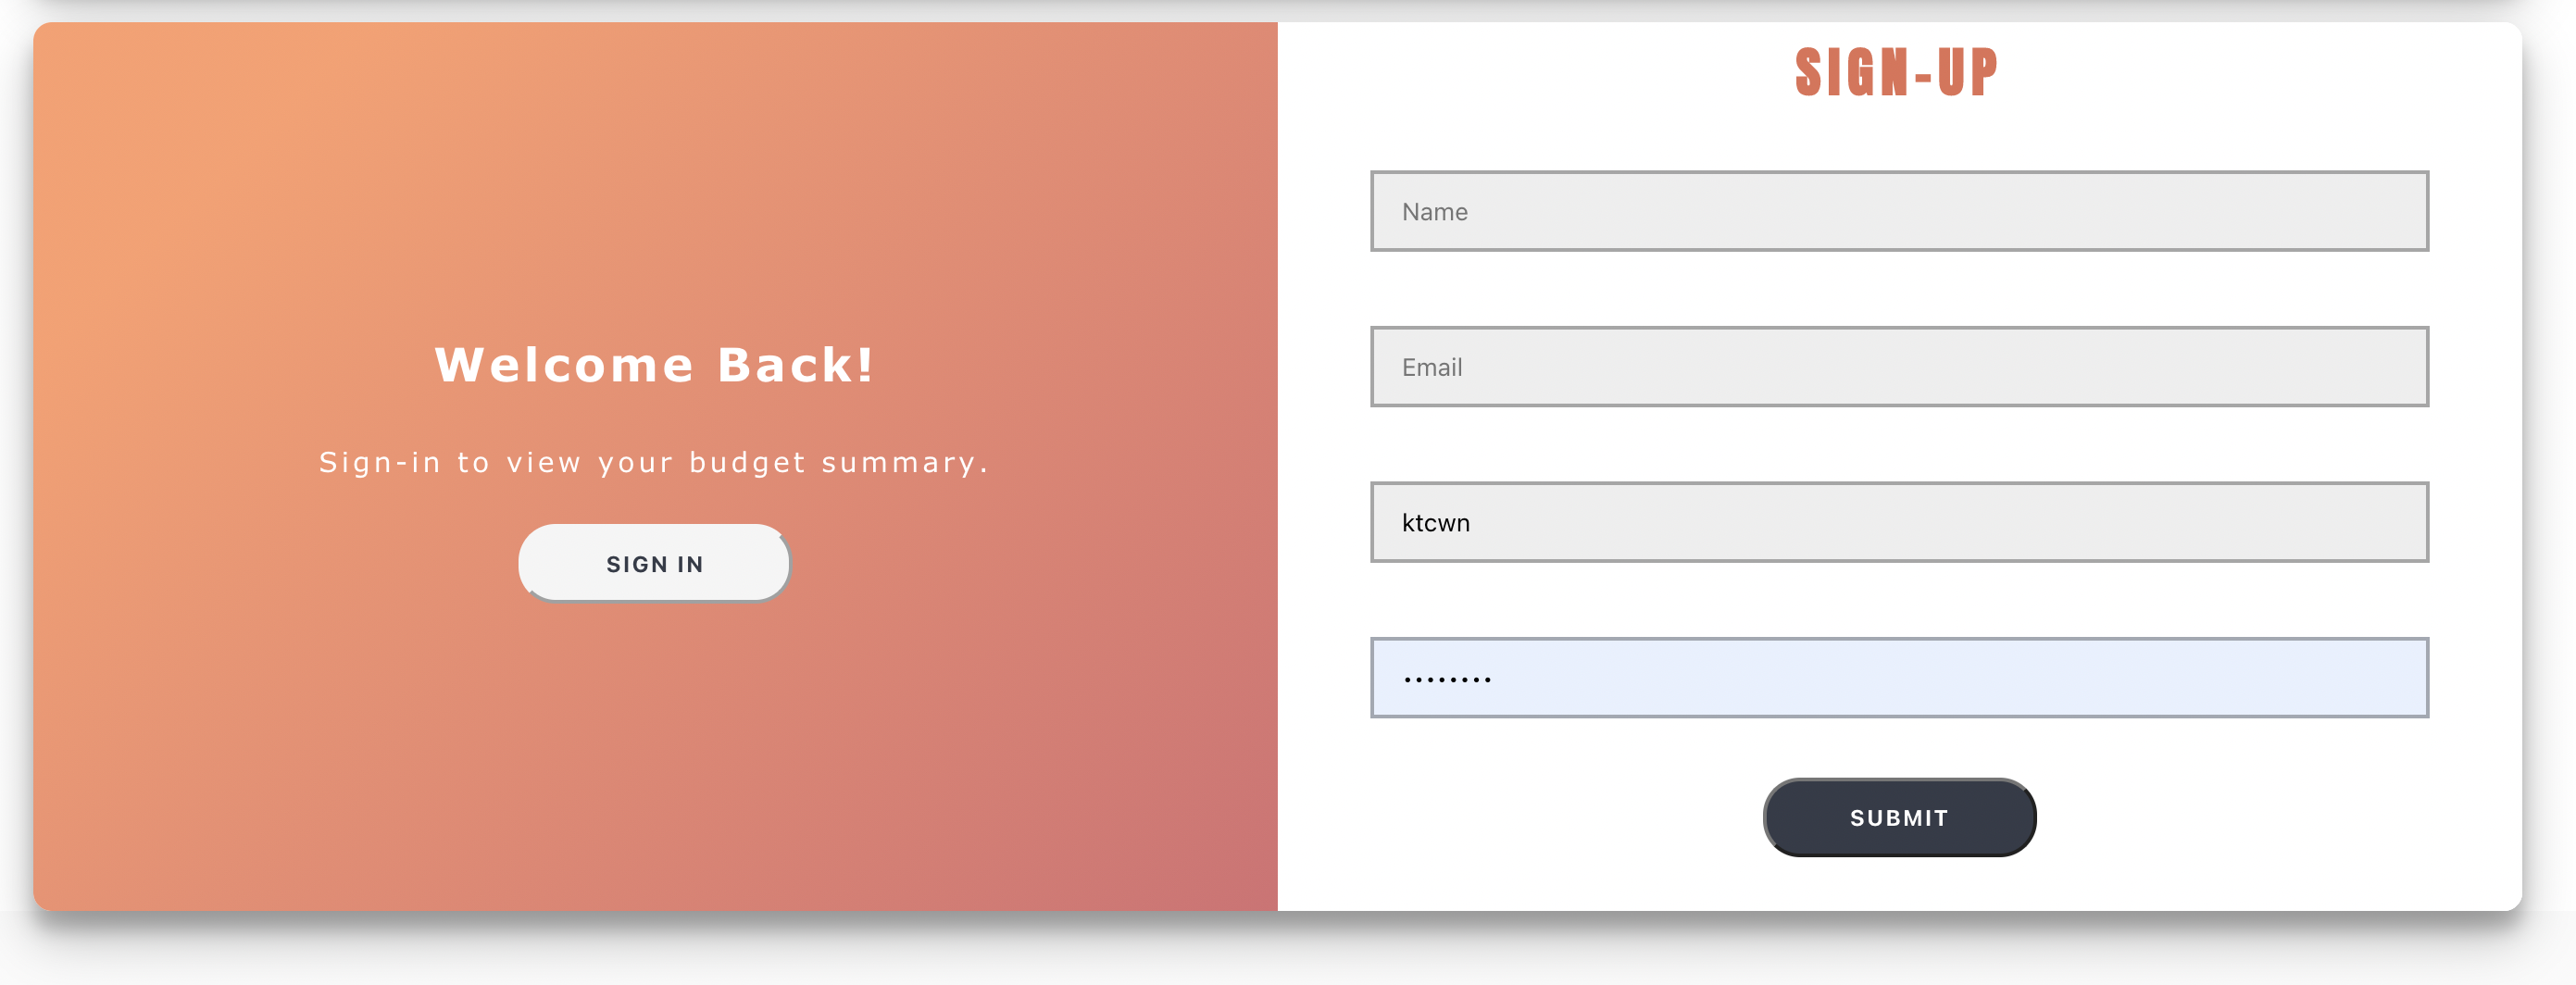 Welcome Back!
Sign-in to view your budget summary.
SIGN IN
SIGN-UP
Name
Email
ktcwn
••••••••
SUBMIT